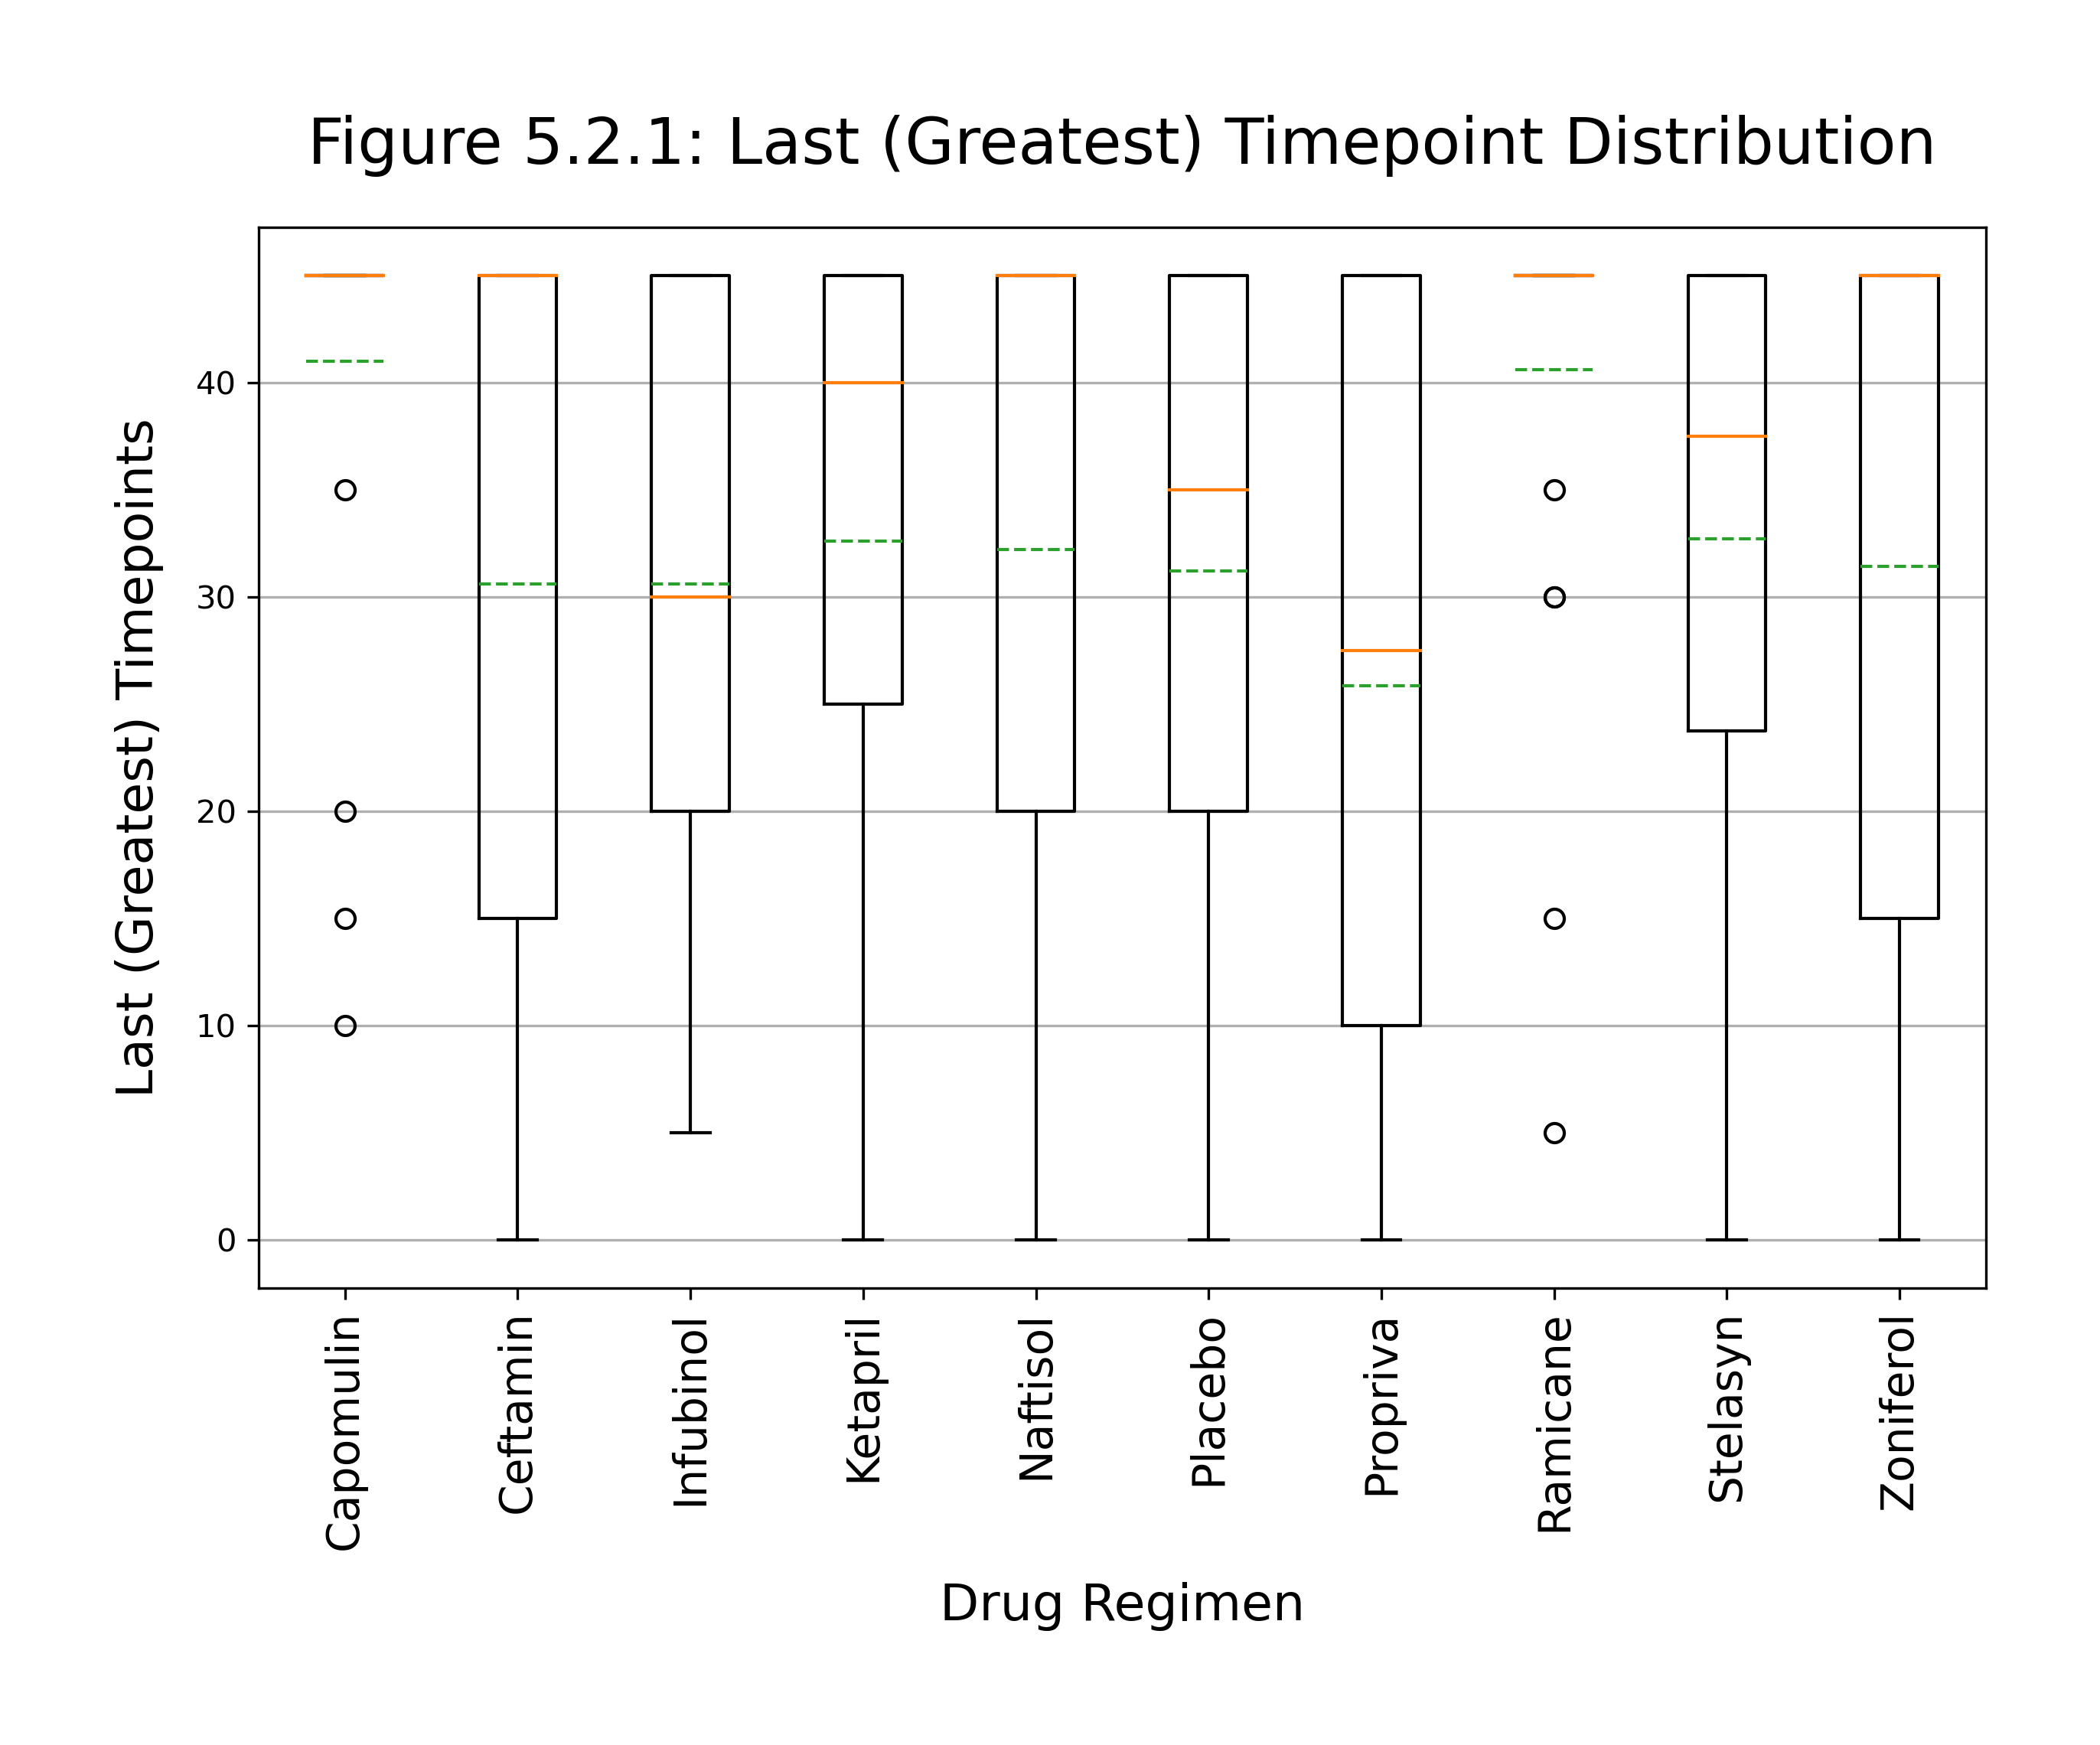 Figure 5.2.1: Last (Greatest) Timepoint Distribution
Last (Greatest) Timepoints
40
30
20
10
0
Capomulin
Ceftamin
Infubinol
Ketapril
Naftisol
Placebo
Propriva
Ramicane
Stelasyn
Zoniferol
Drug Regimen